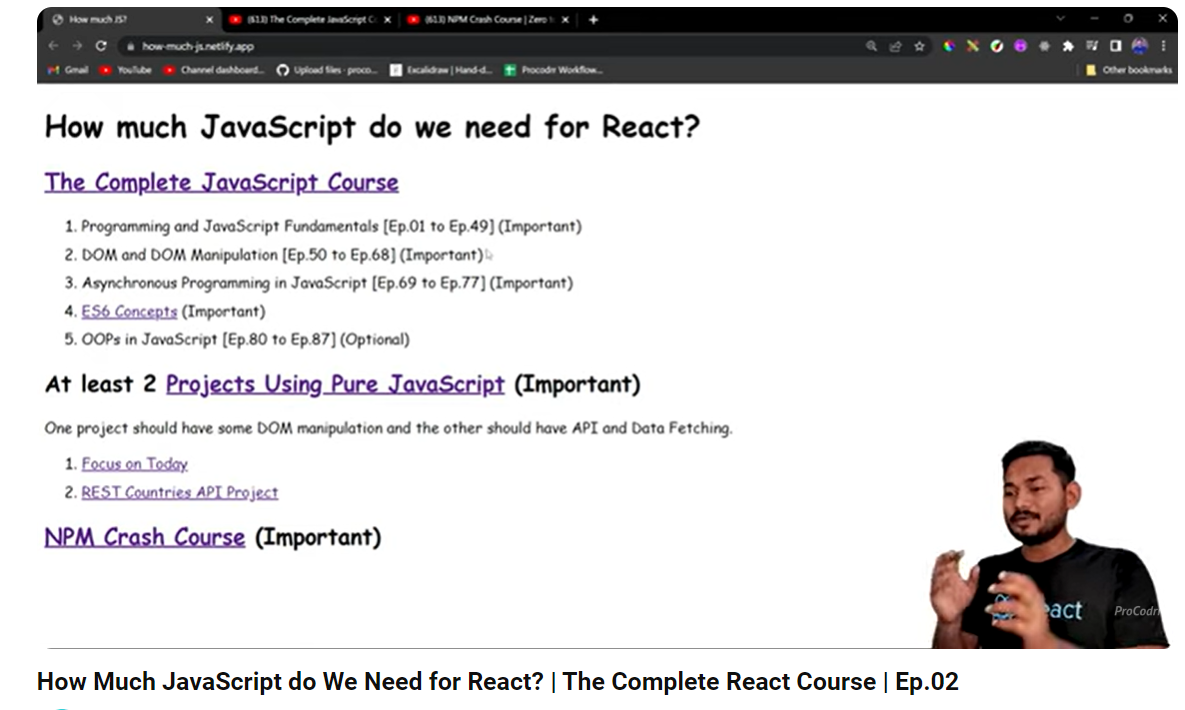 How much JS?
(613) The Complete JavaScript C
(613) NPM Crash Course | Zero t
how-much-js.netlify.app
Gmail
YouTube
Channel dashboard...
Upload files · proco...
Excalidraw | Hand-d...
Procodrr Workflow...
Other bookmarks
How much JavaScript do we need for React?
The Complete JavaScript Course
1. Programming and JavaScript Fundamentals [Ep.01 to Ep.49] (Important)
2. DOM and DOM Manipulation [Ep.50 to Ep.68] (Important)
3. Asynchronous Programming in JavaScript [Ep.69 to Ep.77] (Important)
4. ES6 Concepts (Important)
5. OOPs in JavaScript [Ep.80 to Ep.87] (Optional)
At least 2 Projects Using Pure JavaScript (Important)
One project should have some DOM manipulation and the other should have API and Data Fetching.
1. Focus on Today
2. REST Countries API Project
NPM Crash Course (Important)
eact
ProCodrr
How Much JavaScript do We Need for React? | The Complete React Course | Ep.02